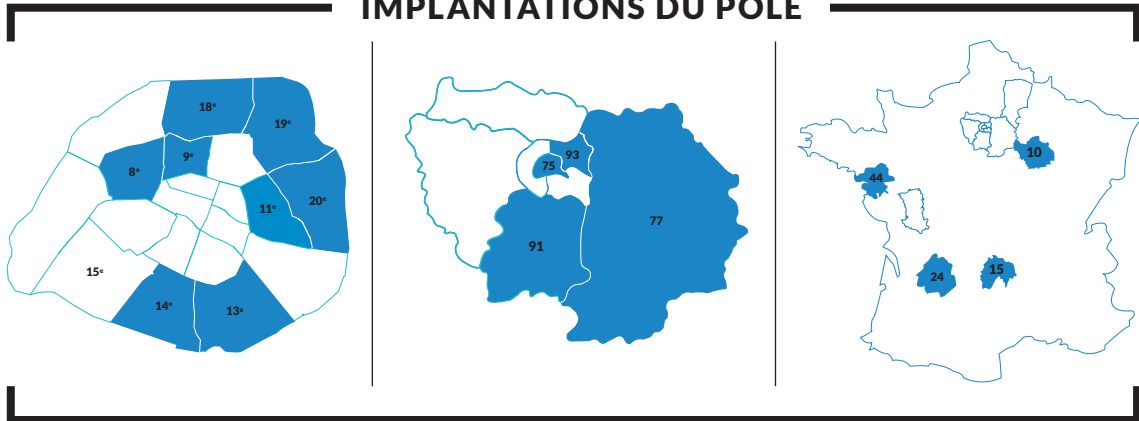 IMPLANTATIONS DU PÔLE
18e
19e
9e
8e
11e
20e
15e
14e
13e
93
75
77
91
10
44
24
15